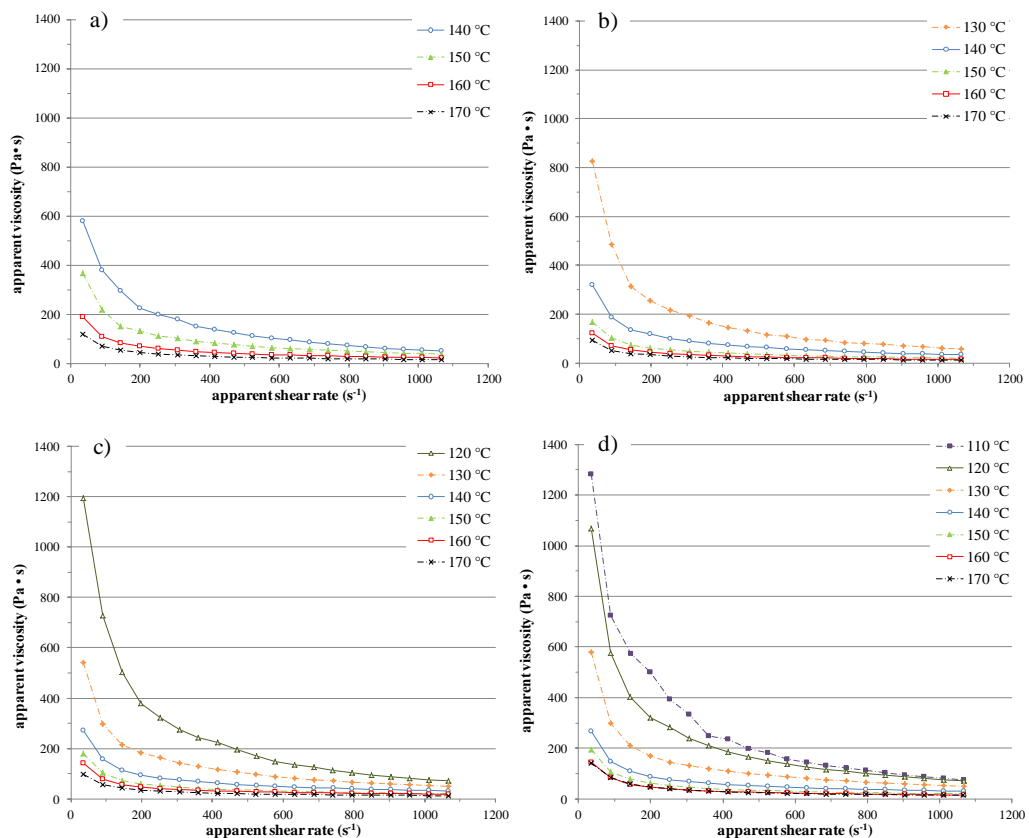 a)
1400
1200
1000
800
600
400
200
0
apparent viscosity (Pa• s)
140 °C
150 °C
160 °C
170 °C
0 200 400 600 800 1000 1200
apparent shear rate (s⁻¹)
b)
1400
1200
1000
800
600
400
200
0
apparent viscosity (Pa • s)
130 °C
140 °C
150 °C
160 °C
170 °C
0 200 400 600 800 1000 1200
apparent shear rate (s⁻¹)
c)
1400
1200
1000
800
600
400
200
0
apparent viscosity (Pa • s)
120 °C
130 °C
140 °C
150 °C
160 °C
170 °C
0 200 400 600 800 1000 1200
apparent shear rate (s⁻¹)
d)
1400
1200
1000
800
600
400
200
0
apparent viscosity (Pa • s)
110 °C
120 °C
130 °C
140 °C
150 °C
160 °C
170 °C
0 200 400 600 800 1000 1200
apparent shear rate (s⁻¹)